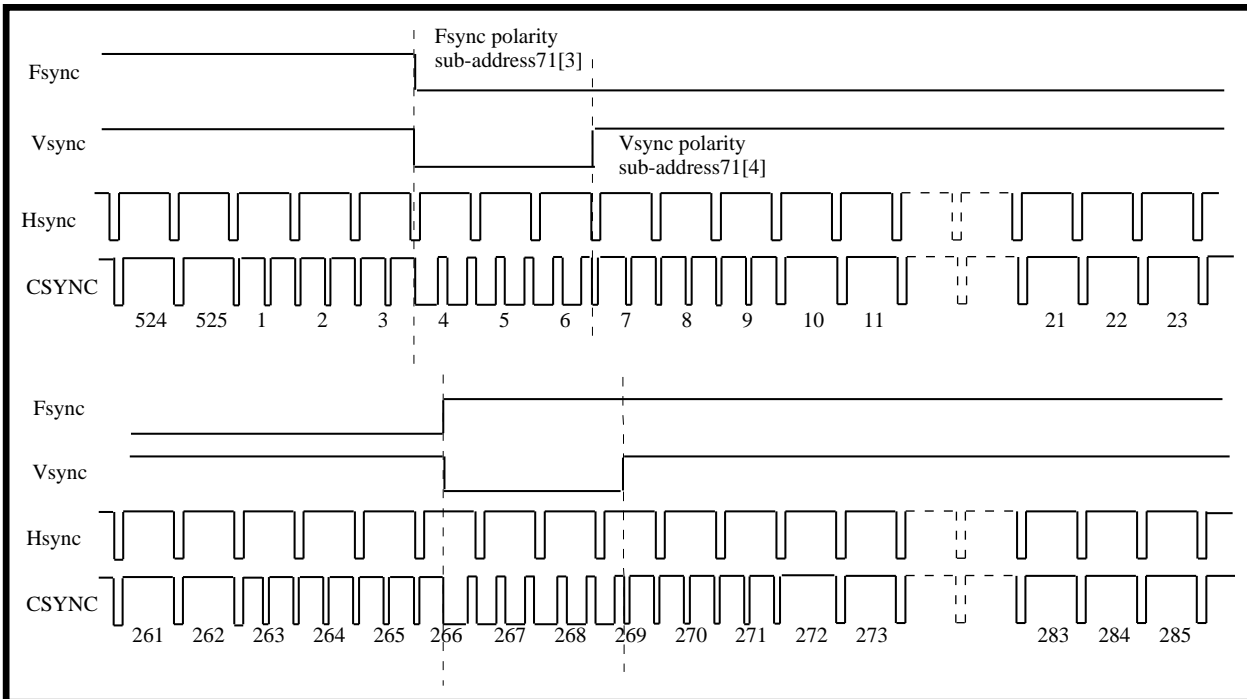 Fsync polarity
sub-address71[3]
Fsync
Vsync
Vsync polarity
sub-address71[4]
Hsync
CSYNC
524 525 1 2 3 4 5 6 7 8 9 10 11 21 22 23
Fsync
Vsync
Hsync
CSYNC
261 262 263 264 265 266 267 268 269 270 271 272 273 283 284 285